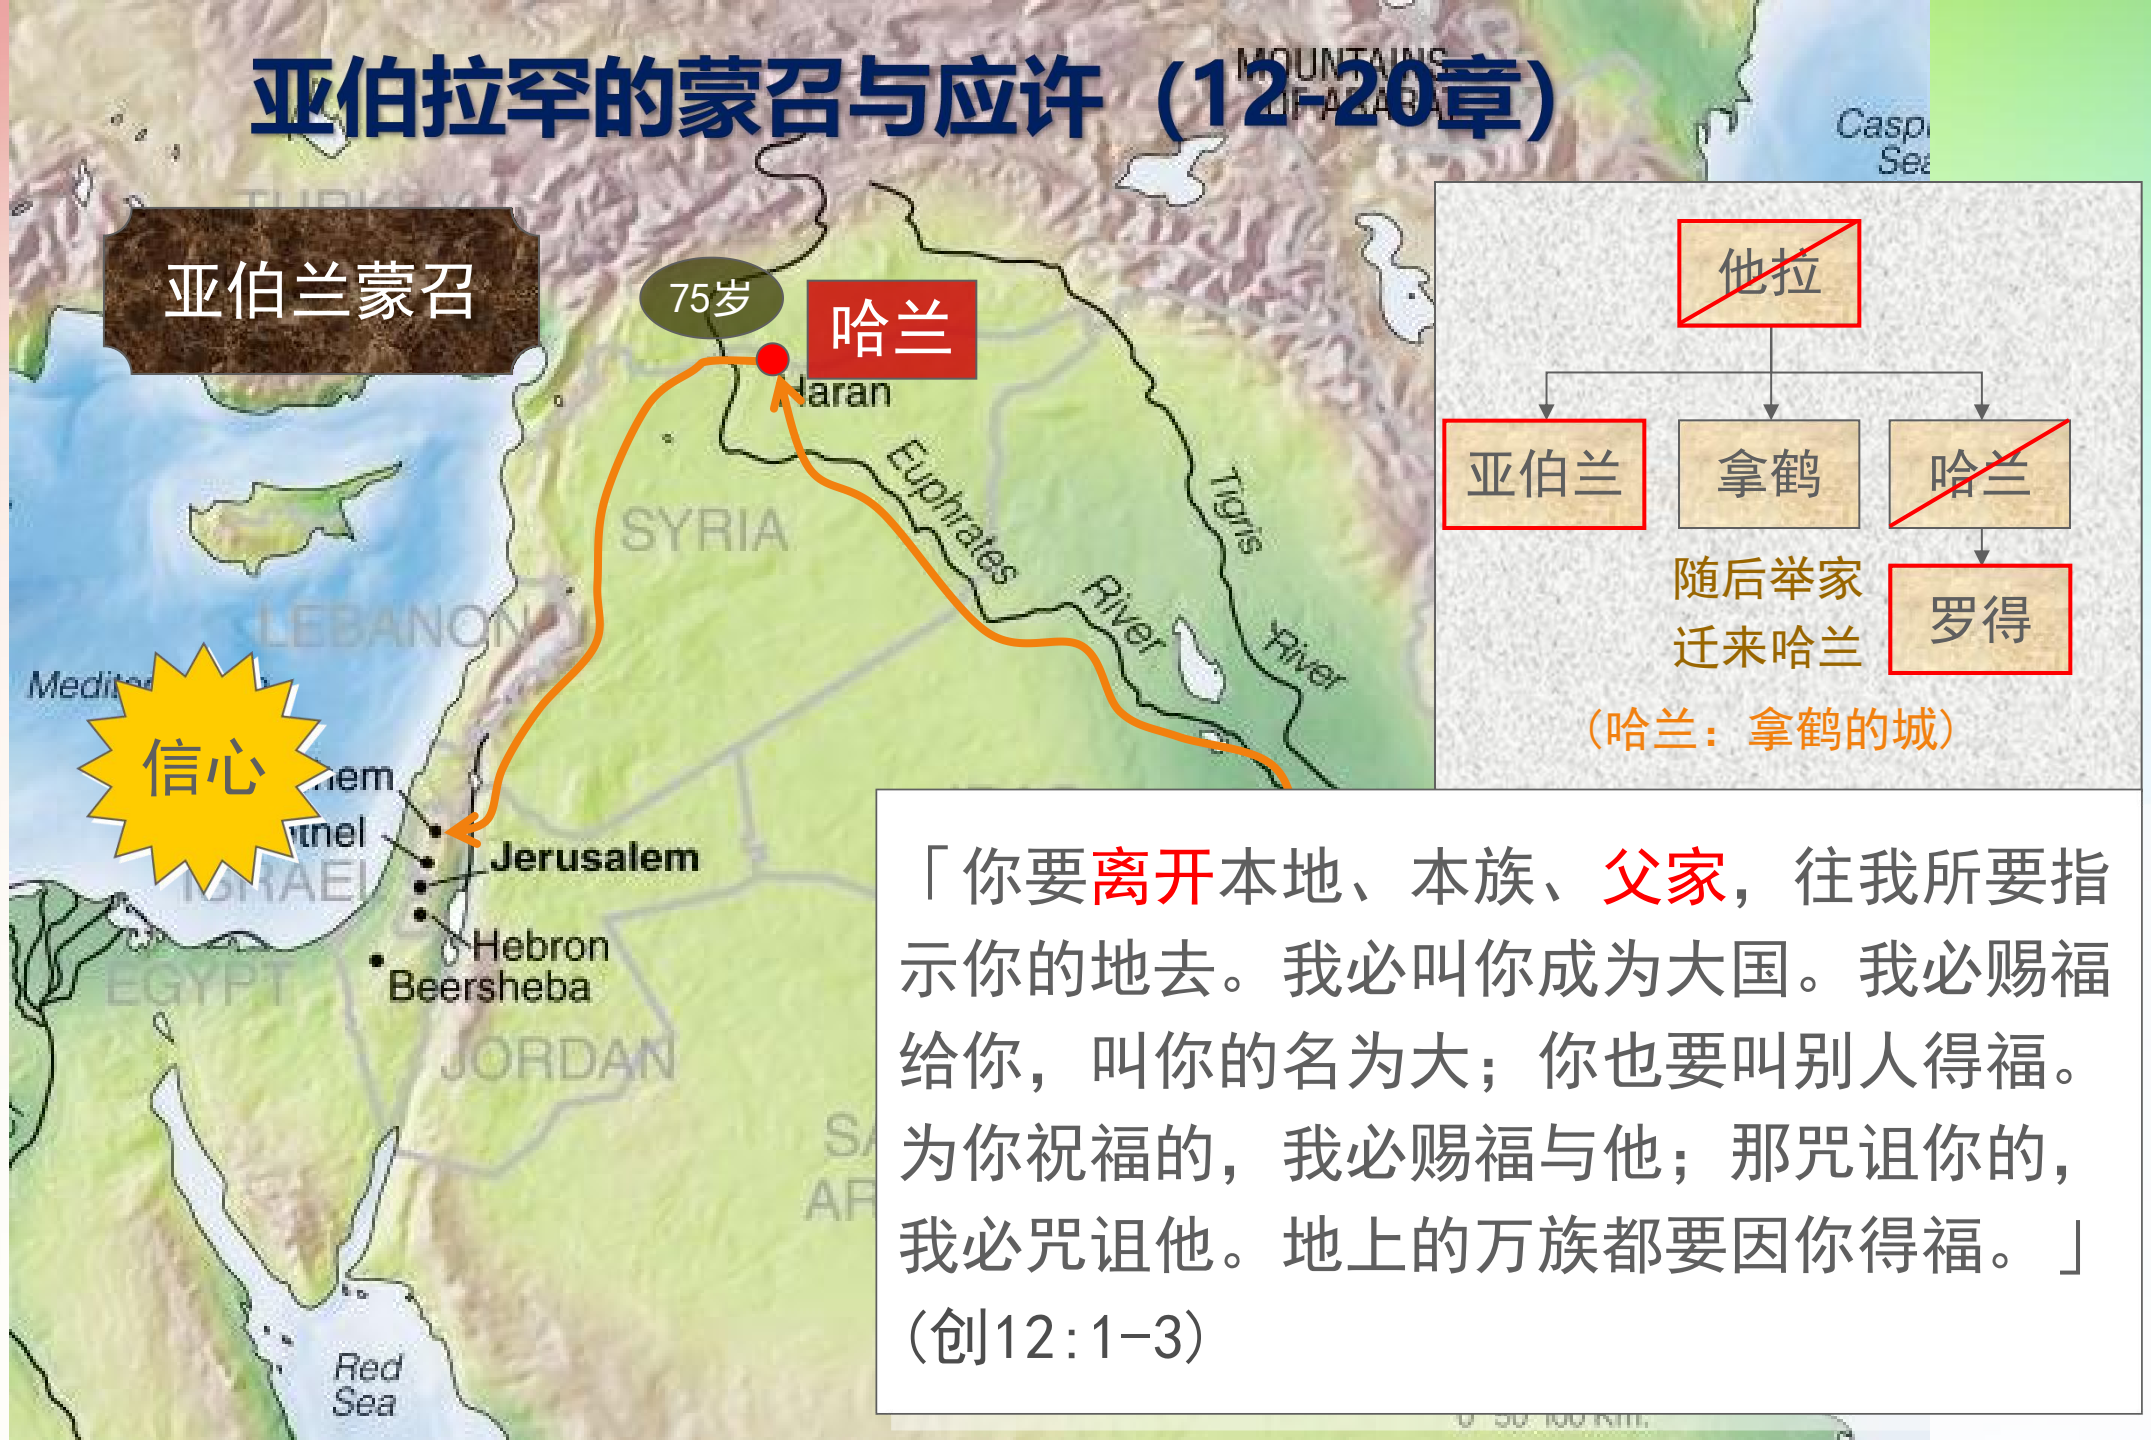 亚伯拉罕的蒙召与应许（12-20章）
MOUNTAINS
Casp
Sea
TURKEY
亚伯兰蒙召
75岁
哈兰
Haran
Euphrates
River
Tigris
River
SYRIA
LEBANON
信心
Jerusalem
ISRAEL
Hebron
Beersheba
EGYPT
JORDAN
Red
Sea
他拉
亚伯兰
拿鹤
哈兰
随后举家
迁来哈兰
罗得
(哈兰：拿鹤的城)
「你要离开本地、本族、父家，往我所要指
示你的地去。我必叫你成为大国。我必赐福
给你，叫你的名为大；你也要叫别人得福。
为你祝福的，我必赐福与他；那咒诅你的，
我必咒诅他。地上的万族都要因你得福。」
(创12:1-3)